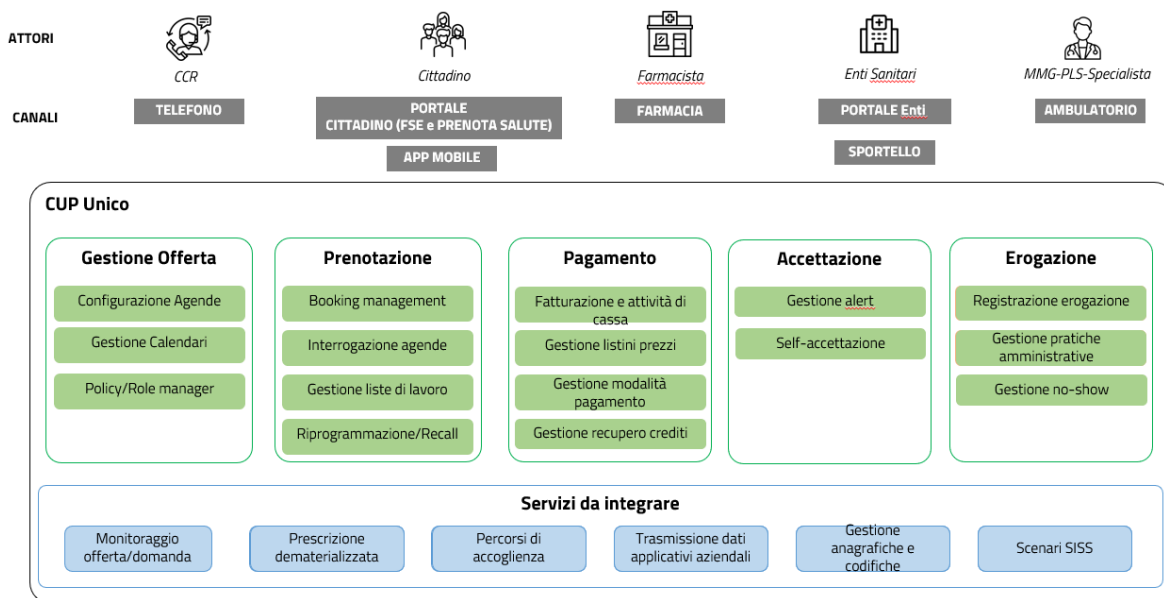 ATTORI
CCR
Cittadino
Farmacista
Enti Sanitari
MMG-PLS-Specialista
CANALI
TELEFONO
PORTALE
CITTADINO (FSE e PRENOTA SALUTE)
APP MOBILE
FARMACIA
PORTALE Enti
SPORTELLO
AMBULATORIO
CUP Unico
Gestione Offerta
Configurazione Agende
Gestione Calendari
Policy/Role manager
Prenotazione
Booking management
Interrogazione agende
Gestione liste di lavoro
Riprogrammazione/Recall
Pagamento
Fatturazione e attività di
cassa
Gestione listini prezzi
Gestione modalità
pagamento
Gestione recupero crediti
Accettazione
Gestione alert
Self-accettazione
Erogazione
Registrazione erogazione
Gestione pratiche
amministrative
Gestione no-show
Servizi da integrare
Monitoraggio
offerta/domanda
Prescrizione
dematerializzata
Percorsi di
accoglienza
Trasmissione dati
applicativi aziendali
Gestione
anagrafiche e
codifiche
Scenari SISS